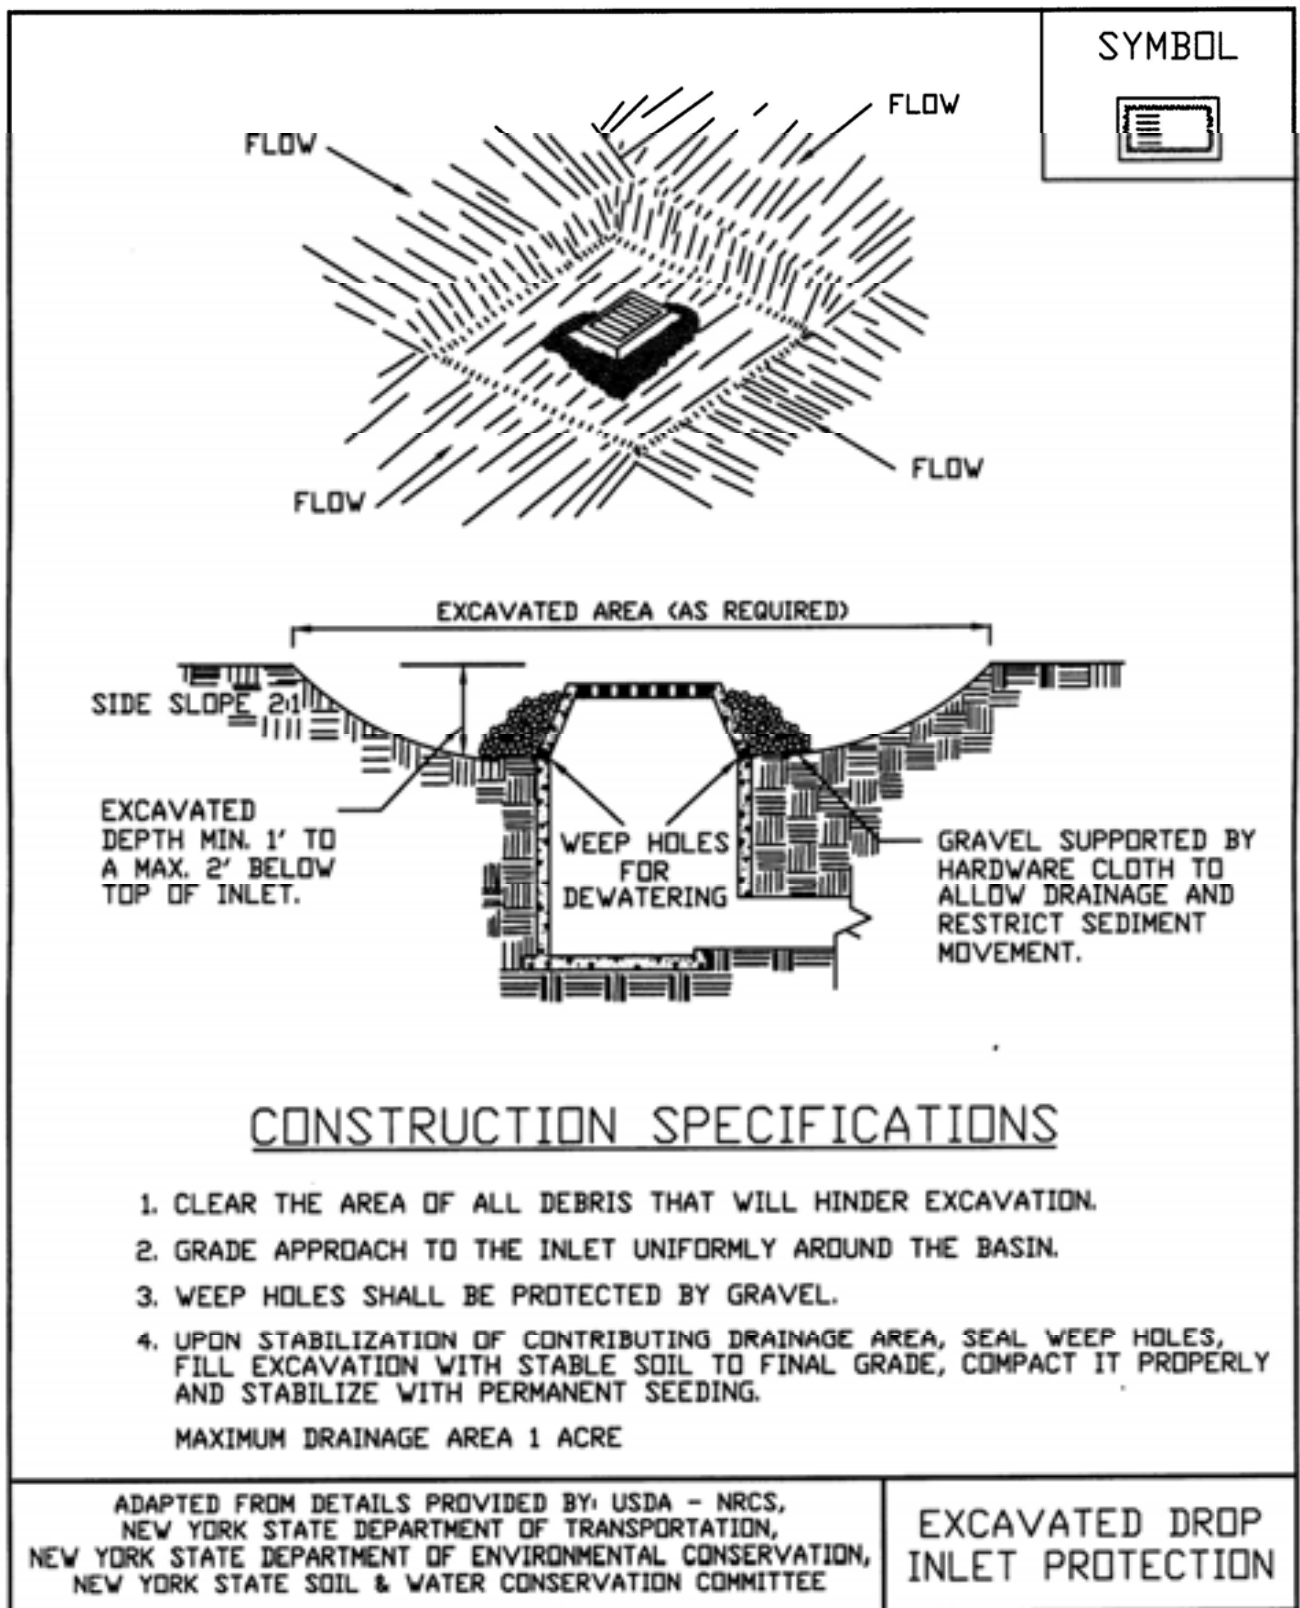 SYMBOL
FLOW
FLOW
FLOW
FLOW
EXCAVATED AREA (AS REQUIRED)
SIDE SLOPE 2:1
EXCAVATED
DEPTH MIN. 1' TO
A MAX. 2' BELOW
TOP OF INLET.
WEEP HOLES
FOR
DEWATERING
GRAVEL SUPPORTED BY
HARDWARE CLOTH TO
ALLOW DRAINAGE AND
RESTRICT SEDIMENT
MOVEMENT.
CONSTRUCTION SPECIFICATIONS
1. CLEAR THE AREA OF ALL DEBRIS THAT WILL HINDER EXCAVATION.
2. GRADE APPROACH TO THE INLET UNIFORMLY AROUND THE BASIN.
3. WEEP HOLES SHALL BE PROTECTED BY GRAVEL.
4. UPON STABILIZATION OF CONTRIBUTING DRAINAGE AREA, SEAL WEEP HOLES,
FILL EXCAVATION WITH STABLE SOIL TO FINAL GRADE, COMPACT IT PROPERLY
AND STABILIZE WITH PERMANENT SEEDING.
MAXIMUM DRAINAGE AREA 1 ACRE
ADAPTED FROM DETAILS PROVIDED BY: USDA - NRCS,
NEW YORK STATE DEPARTMENT OF TRANSPORTATION,
NEW YORK STATE DEPARTMENT OF ENVIRONMENTAL CONSERVATION,
NEW YORK STATE SOIL & WATER CONSERVATION COMMITTEE
EXCAVATED DROP
INLET PROTECTION